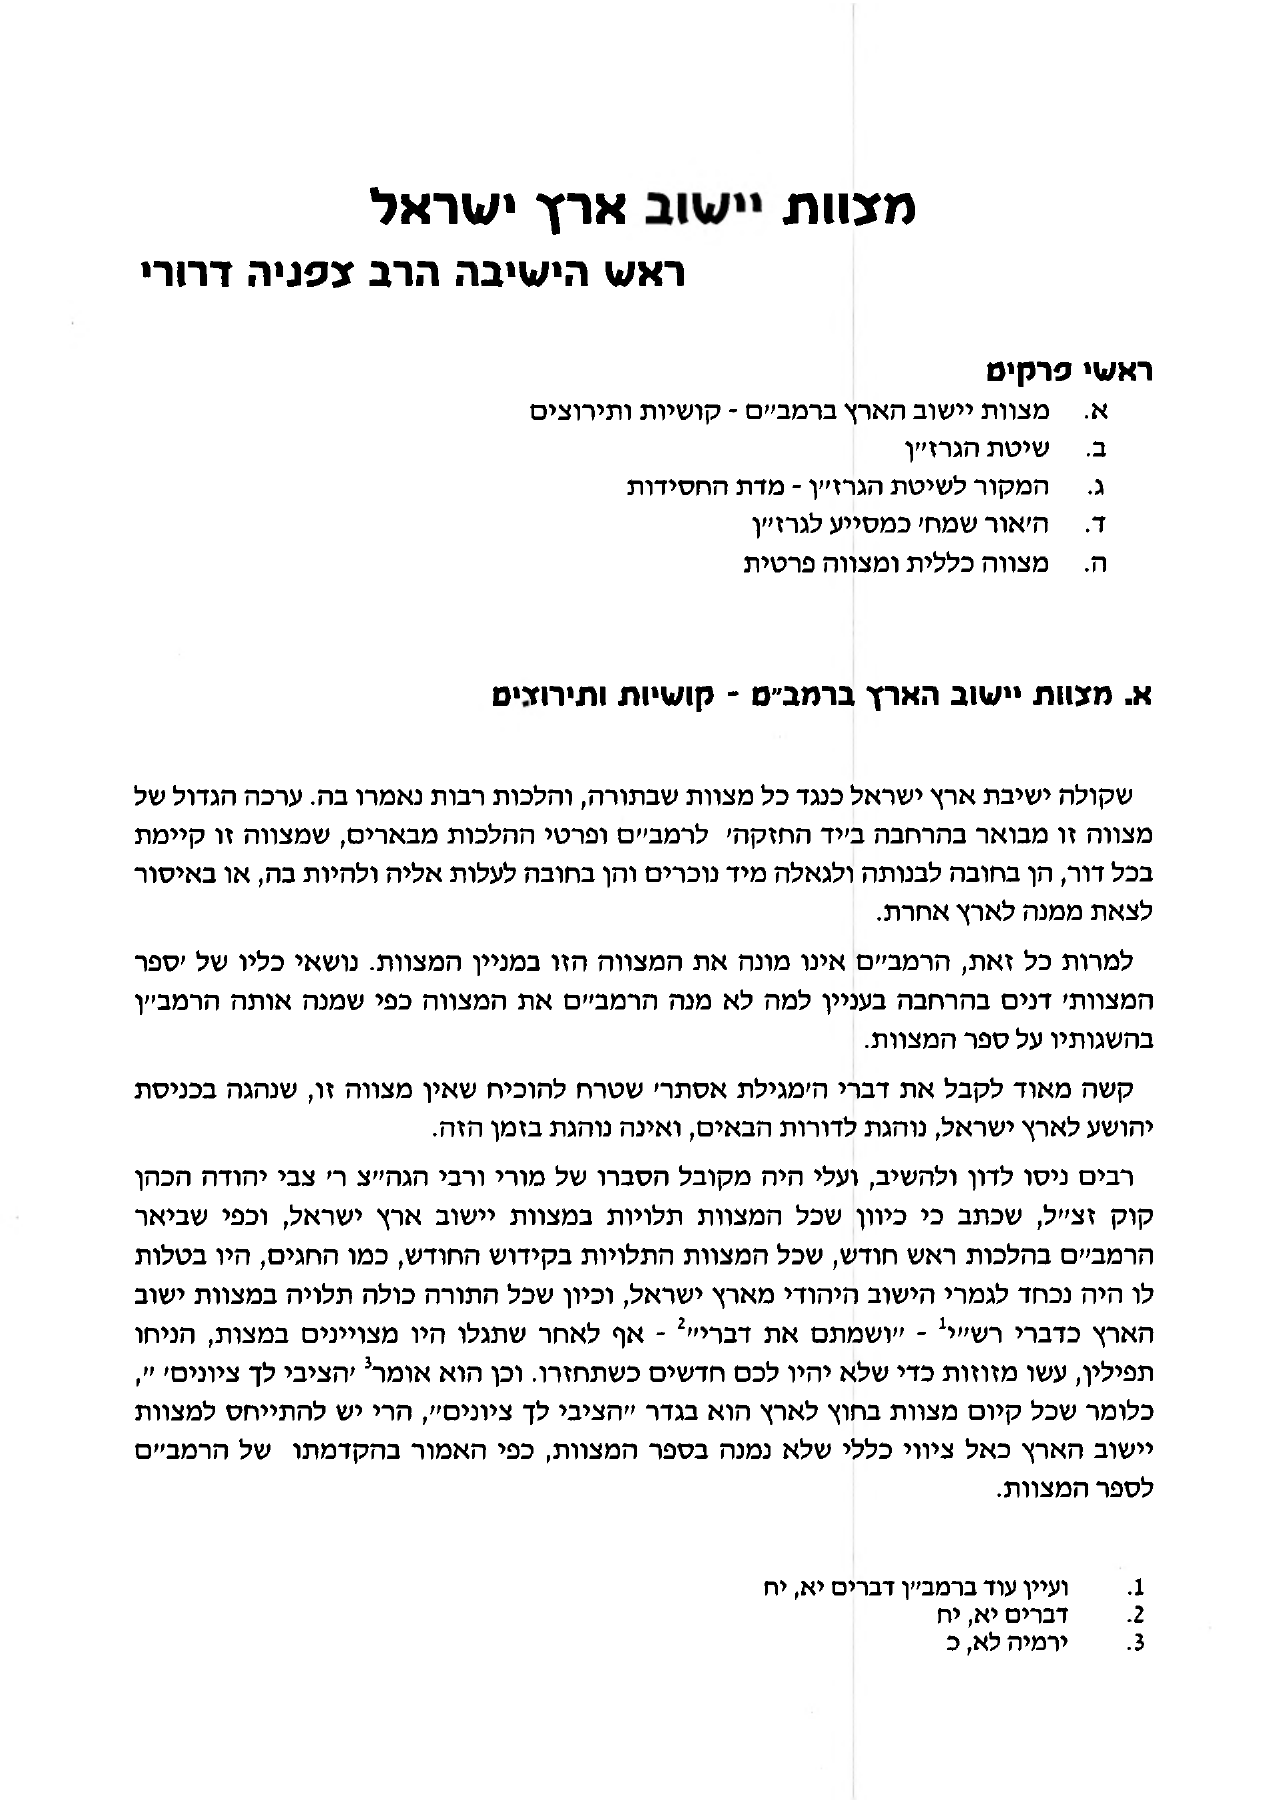 מצוות יישוב ארץ ישראל
ראש הישיבה הרב צפניה דרורי
ראשי פרקים
א. מצוות יישוב הארץ ברמב"ם - קושיות ותירוצים
ב. שיטת הגרז"ן
ג. המקור לשיטת הגרז"ן - מדת החסידות
ד. ה'אור שמח' כמסייע לגרז"ן
ה. מצווה כללית ומצווה פרטית
א. מצוות יישוב הארץ ברמב"ם - קושיות ותירוצים
שקולה ישיבת ארץ ישראל כנגד כל מצוות שבתורה, והלכות רבות נאמרו בה. ערכה הגדול של
מצווה זו מבואר בהרחבה ב'יד החזקה' לרמב"ם ופרטי ההלכות מבארים, שמצווה זו קיימת
בכל דור, הן בחובה לבנותה ולגאלה מיד נוכרים והן בחובה לעלות אליה ולהיות בה, או באיסור
לצאת ממנה לארץ אחרת.
למרות כל זאת, הרמב"ם אינו מונה את המצווה הזו במניין המצוות. נושאי כליו של 'ספר
המצוות' דנים בהרחבה בעניין למה לא מנה הרמב"ם את המצווה כפי שמנה אותה הרמב"ן
בהשגותיו על ספר המצוות.
קשה מאוד לקבל את דברי ה'מגילת אסתר' שטרח להוכיח שאין מצווה זו, שנהגה בכניסת
יהושע לארץ ישראל, נוהגת לדורות הבאים, ואינה נוהגת בזמן הזה.
רבים ניסו לדון ולהשיב, ועלי היה מקובל הסברו של מורי ורבי הגה"צ ר' צבי יהודה הכהן
קוק זצ"ל, שכתב כי כיוון שכל המצוות תלויות במצוות יישוב ארץ ישראל, וכפי שביאר
הרמב"ם בהלכות ראש חודש, שכל המצוות התלויות בקידוש החודש, כמו החגים, היו בטלות
לו היה נכחד לגמרי הישוב היהודי מארץ ישראל, וכיון שכל התורה כולה תלויה במצוות ישוב
הארץ כדברי רש"י¹ - "ושמתם את דברי"² - אף לאחר שתגלו היו מצויינים במצות, הניחו
תפילין, עשו מזוזות כדי שלא יהיו לכם חדשים כשתחזרו. וכן הוא אומר³ 'הציבי לך ציונים' ",
כלומר שכל קיום מצוות בחוץ לארץ הוא בגדר "הציבי לך ציונים", הרי יש להתייחס למצוות
יישוב הארץ כאל ציווי כללי שלא נמנה בספר המצוות, כפי האמור בהקדמתו של הרמב"ם
לספר המצוות.
1. ועיין עוד ברמב"ן דברים יא, יח
2. דברים יא, יח
3. ירמיה לא, כ